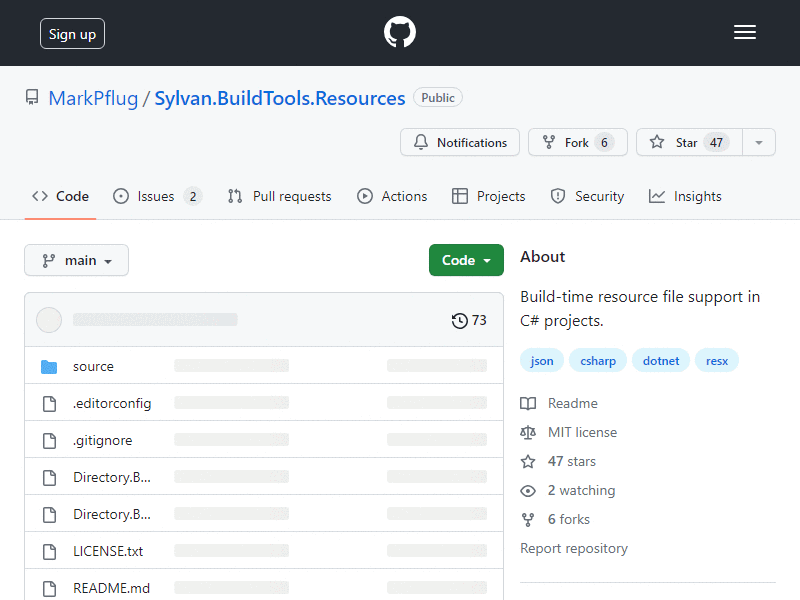 Sign up
MarkPflug / Sylvan.BuildTools.Resources Public
Notifications Fork 6 Star 47
Code Issues 2 Pull requests Actions Projects Security Insights
main Code
73
source
.editorconfig
.gitignore
Directory.B...
Directory.B...
LICENSE.txt
README.md
About
Build-time resource file support in
C# projects.
json csharp dotnet resx
Readme
MIT license
47 stars
2 watching
6 forks
Report repository